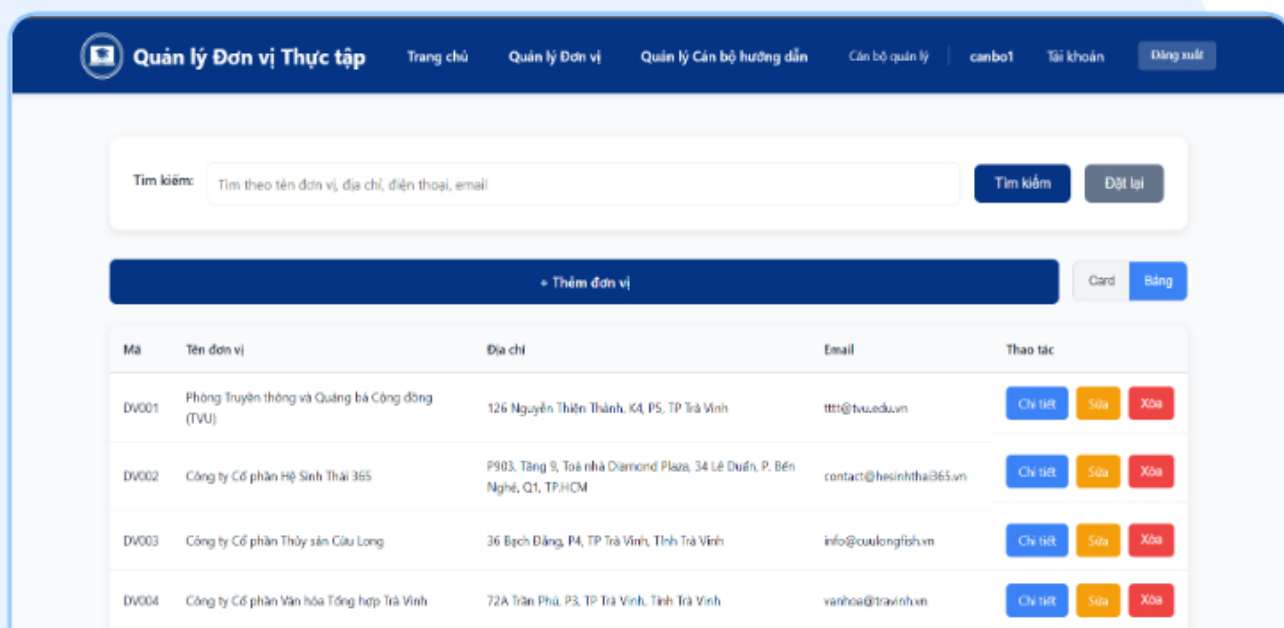 Quản lý Đơn vị Thực tập Trang chủ Quản lý Đơn vị Quản lý Cán bộ hướng dẫn Cán bộ quản lý canbo1 Tài khoản Đăng xuất
Tìm kiếm: Tìm theo tên đơn vị, địa chỉ, điện thoại, email Tìm kiếm Đặt lại
+ Thêm đơn vị Card Bảng
Mã Tên đơn vị Địa chỉ Email Thao tác
DV001 Phòng Truyền thông và Quảng bá Cộng đồng (TVU) 126 Nguyễn Thiện Thành, K4, P5, TP Trà Vinh tttt@tvu.edu.vn Chi tiết Sửa Xóa
DV002 Công ty Cổ phần Hệ Sinh Thái 365 P903, Tầng 9, Toà nhà Diamond Plaza, 34 Lê Duẩn, P. Bến Nghé, Q1, TP.HCM contact@hesinhthai365.vn Chi tiết Sửa Xóa
DV003 Công ty Cổ phần Thủy sản Cửu Long 36 Bạch Đằng, P4, TP Trà Vinh, Tỉnh Trà Vinh info@cuulongfish.vn Chi tiết Sửa Xóa
DV004 Công ty Cổ phần Văn hóa Tổng hợp Trà Vinh 72A Trần Phú, P3, TP Trà Vinh, Tỉnh Trà Vinh vanhoa@travinh.vn Chi tiết Sửa Xóa